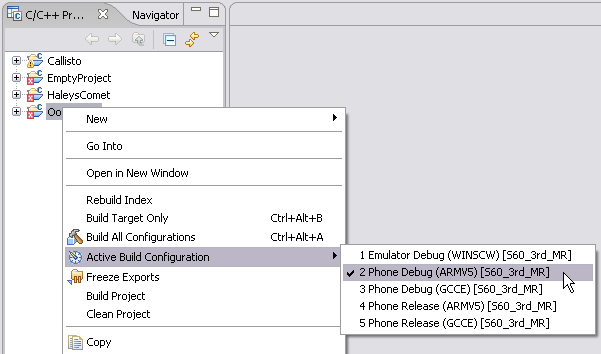 C/C++ Pr... Navigator
Callisto
EmptyProject
HaleysComet
New
Go Into
Open in New Window
Rebuild Index
Build Target Only Ctrl+Alt+B
Build All Configurations Ctrl+Alt+A
Active Build Configuration
1 Emulator Debug (WINSCW) [S60_3rd_MR]
2 Phone Debug (ARMV5) [S60_3rd_MR]
3 Phone Debug (GCCE) [S60_3rd_MR]
4 Phone Release (ARMV5) [S60_3rd_MR]
5 Phone Release (GCCE) [S60_3rd_MR]
Freeze Exports
Build Project
Clean Project
Copy